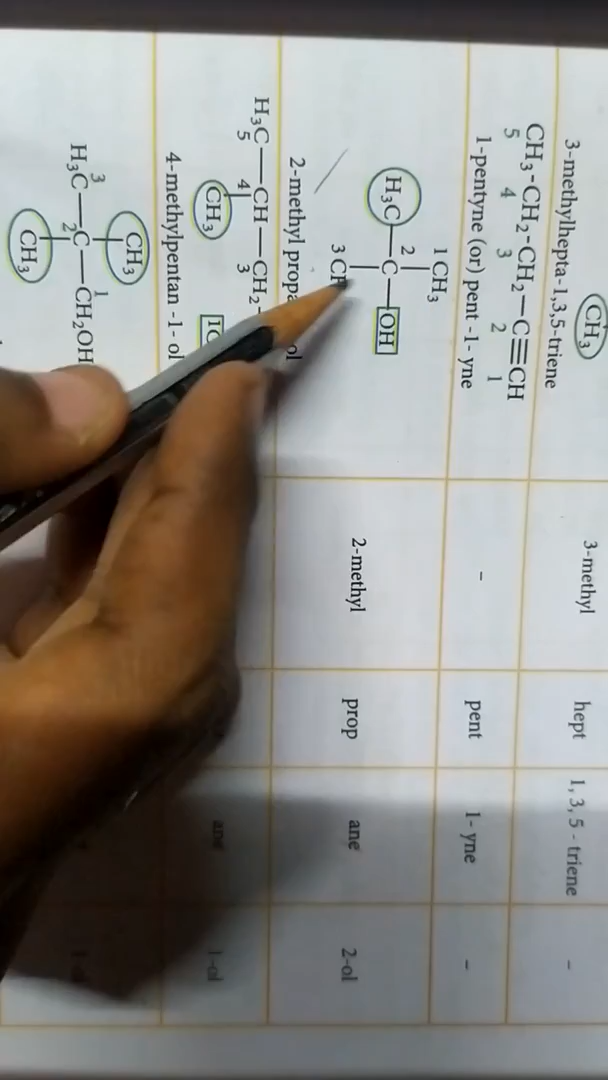 CH₃
3-methylhepta-1,3,5-triene
3-methyl
hept
1, 3, 5 - triene
-
CH₃-CH₂-CH₂—C≡CH
5 4 3 2 1
1-pentyne (or) pent -1- yne
-
pent
1- yne
-
1CH₃
2
H₃C—C—OH
3 CH
2-methyl
ol
2-methyl
prop
ane
2-ol
H₃C—CH—CH₂-
5 4 3
CH₃
4-methylpentan -1- ol
ane
1-ol
CH₃
3 2 1
H₃C—C—CH₂OH
CH₃